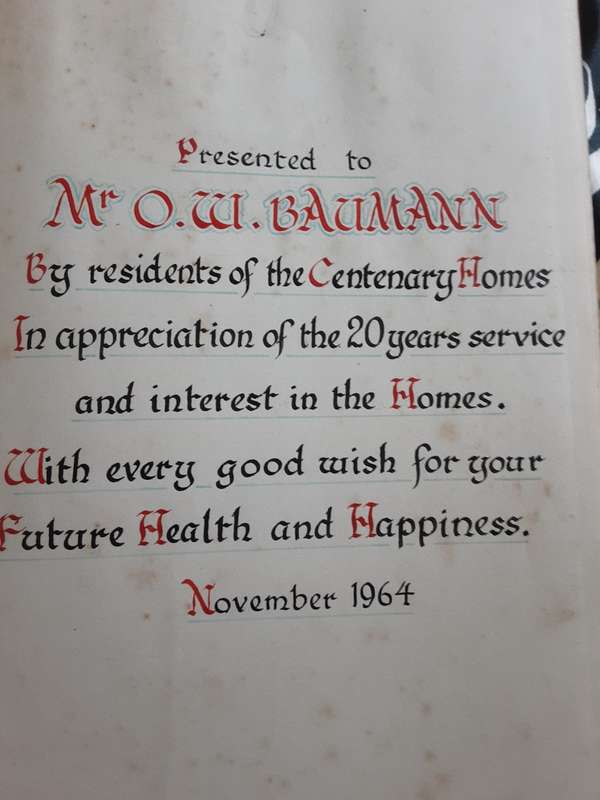 Presented to
Mr O.W. BAUMANN
By residents of the Centenary Homes
In appreciation of the 20 years service
and interest in the Homes.
With every good wish for your
Future Health and Happiness.
November 1964